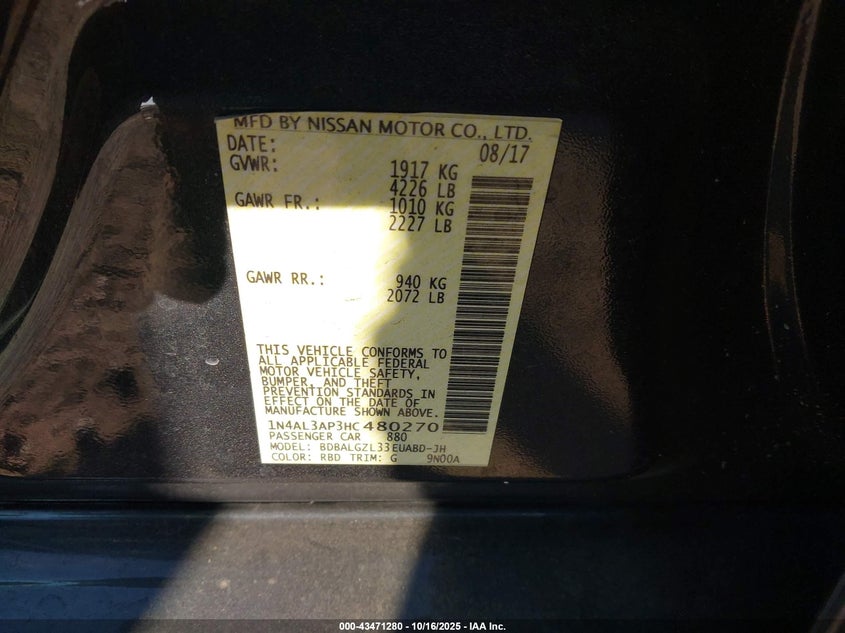 MFD BY NISSAN MOTOR CO., LTD.
DATE: 08/17
GVWR: 1917 KG
4226 LB
GAWR FR.: 1010 KG
2227 LB
GAWR RR.: 940 KG
2072 LB
THIS VEHICLE CONFORMS TO
ALL APPLICABLE FEDERAL
MOTOR VEHICLE SAFETY,
BUMPER, AND THEFT
PREVENTION STANDARDS IN
EFFECT ON THE DATE OF
MANUFACTURE SHOWN ABOVE.
1N4AL3AP3HC480270
PASSENGER CAR 880
MODEL: BDBALGZL33EUABD-JH
COLOR: RBD TRIM: G 9N00A
000-43471280 - 10/16/2025 - IAA Inc.